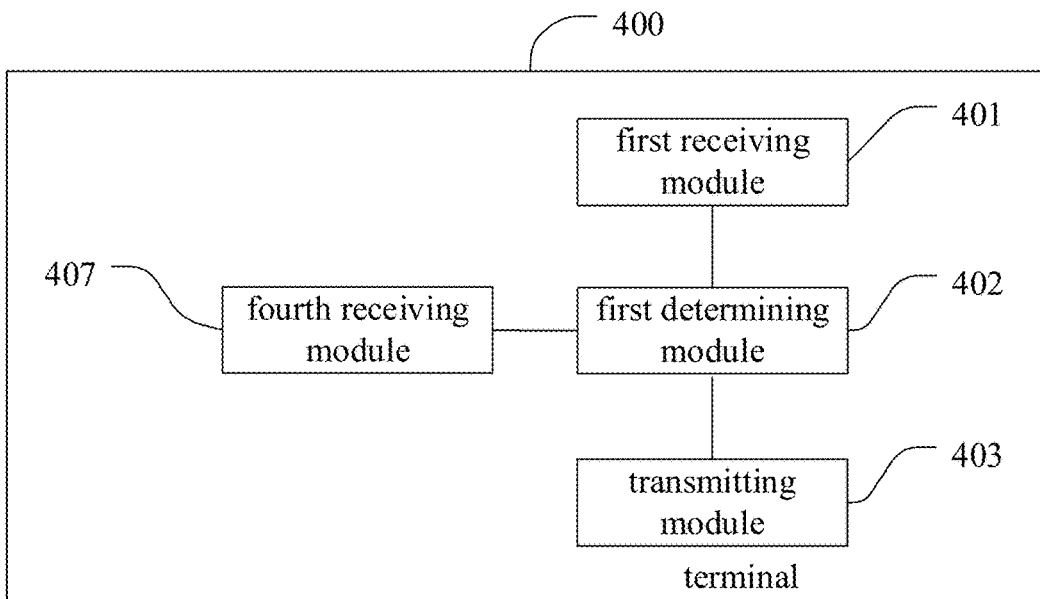 400
401
first receiving
module
407
402
fourth receiving
module
first determining
module
403
transmitting
module
terminal